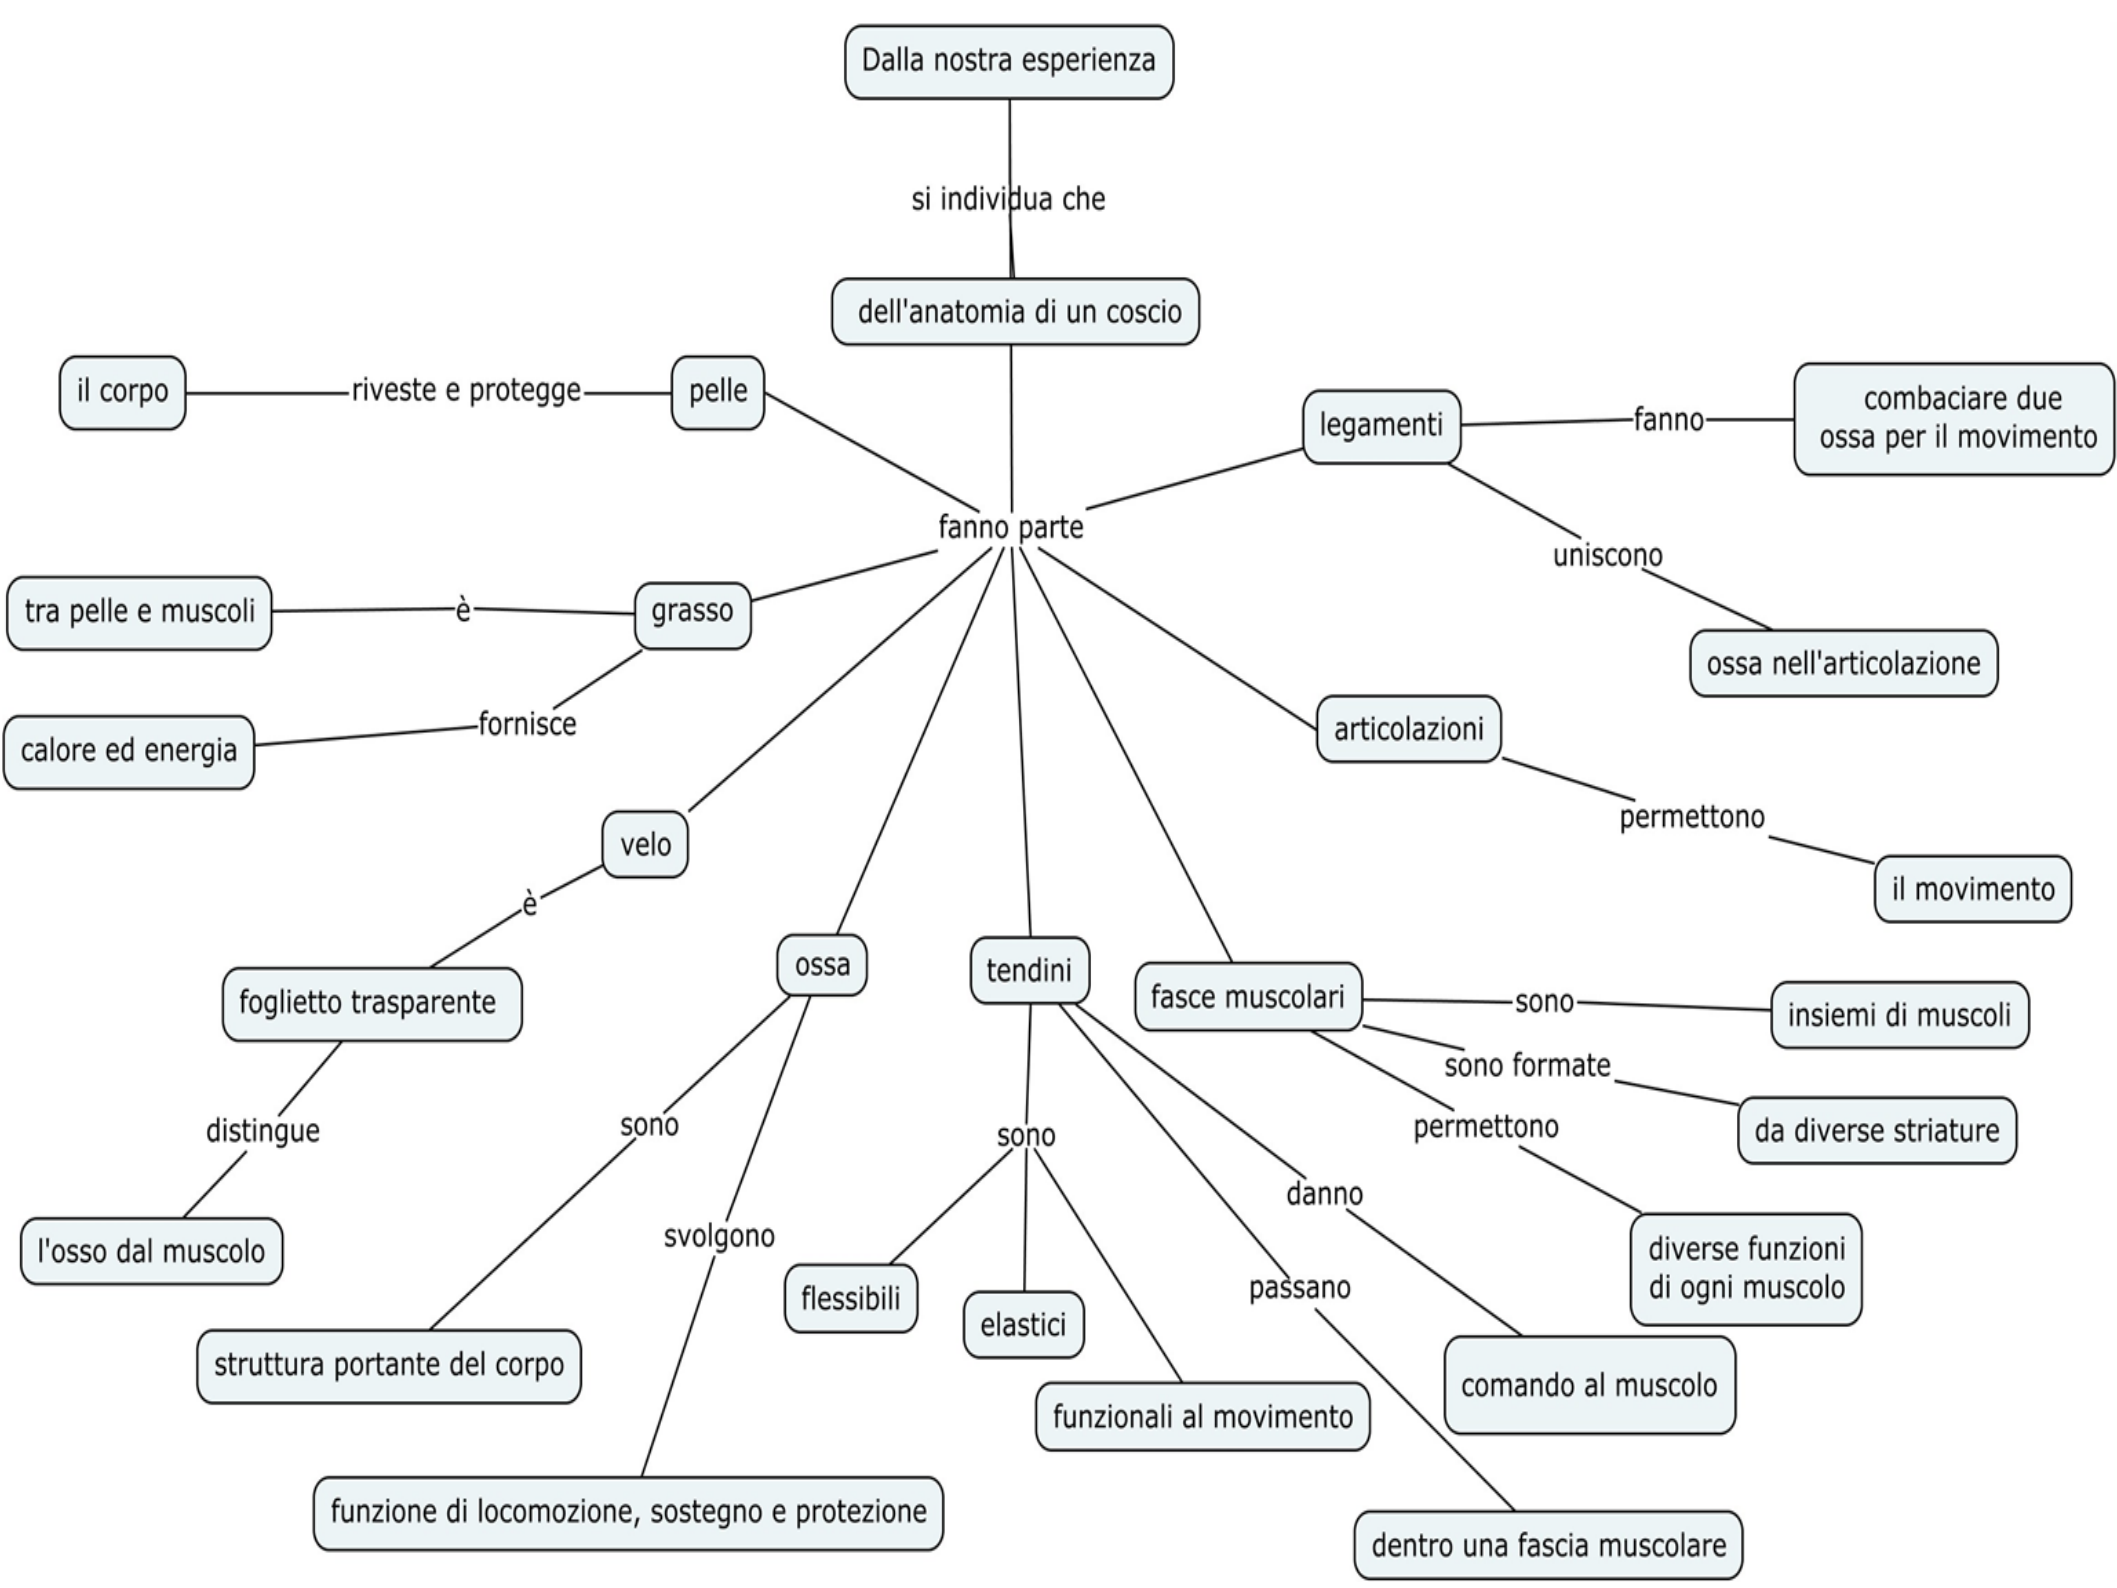 Dalla nostra esperienza
si individua che
dell'anatomia di un coscio
il corpo
riveste e protegge
pelle
legamenti
fanno
combaciare due
ossa per il movimento
fanno parte
uniscono
tra pelle e muscoli
è
grasso
ossa nell'articolazione
calore ed energia
fornisce
articolazioni
permettono
velo
il movimento
è
foglietto trasparente
ossa
tendini
fasce muscolari
sono
insiemi di muscoli
sono formate
da diverse striature
permettono
distingue
sono
sono
danno
l'osso dal muscolo
svolgono
diverse funzioni
di ogni muscolo
flessibili
elastici
passano
struttura portante del corpo
funzionali al movimento
comando al muscolo
funzione di locomozione, sostegno e protezione
dentro una fascia muscolare